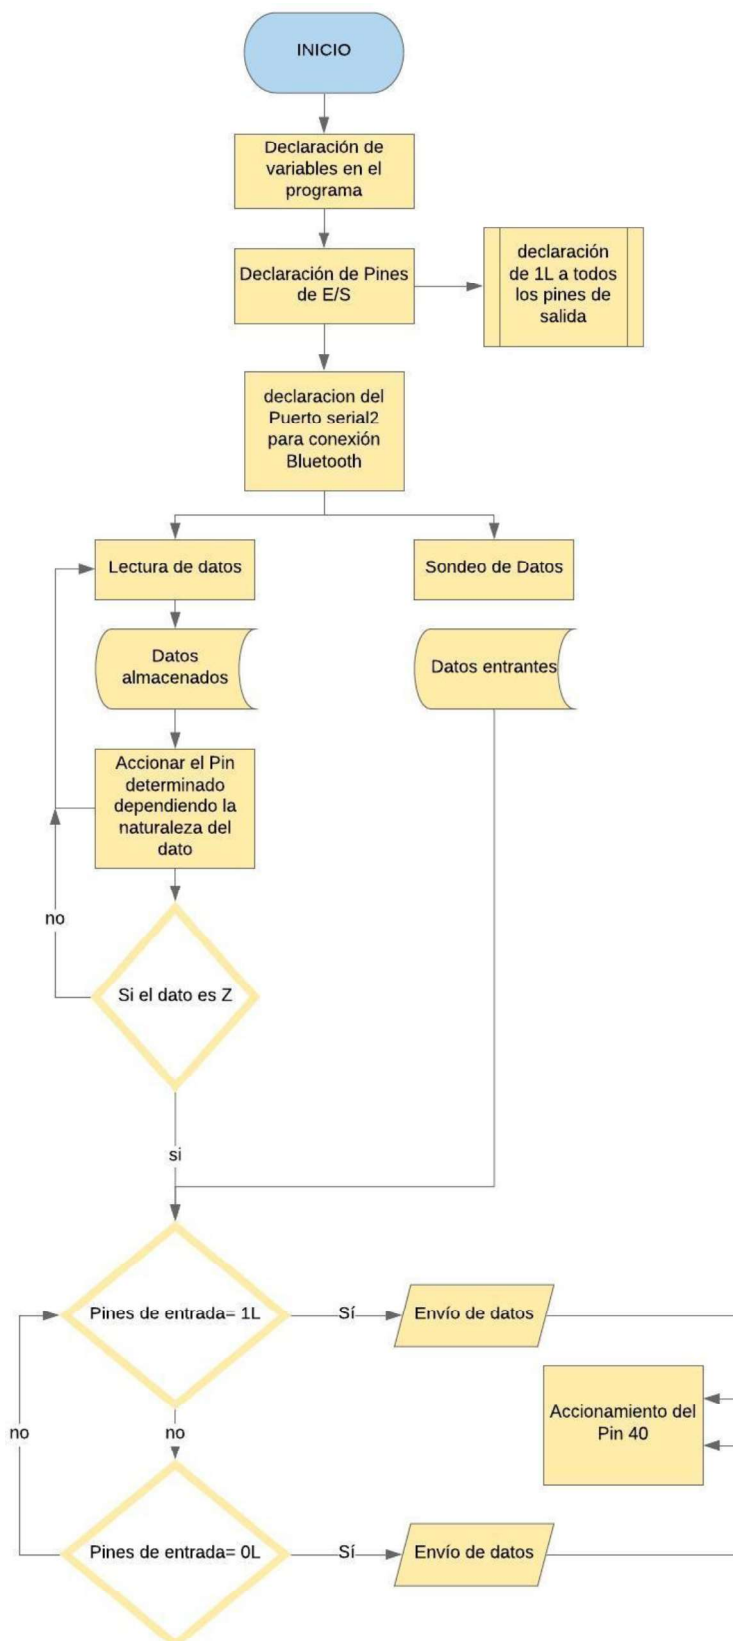 INICIO
Declaración de
variables en el
programa
Declaración de Pines
de E/S
declaración
de 1L a todos
los pines de
salida
declaracion del
Puerto serial2
para conexión
Bluetooth
Lectura de datos
Sondeo de Datos
Datos
almacenados
Datos entrantes
Accionar el Pin
determinado
dependiendo la
naturaleza del
dato
no
Si el dato es Z
si
Pines de entrada= 1L
Sí
Envío de datos
Accionamiento del
Pin 40
no
no
Pines de entrada= 0L
Sí
Envío de datos